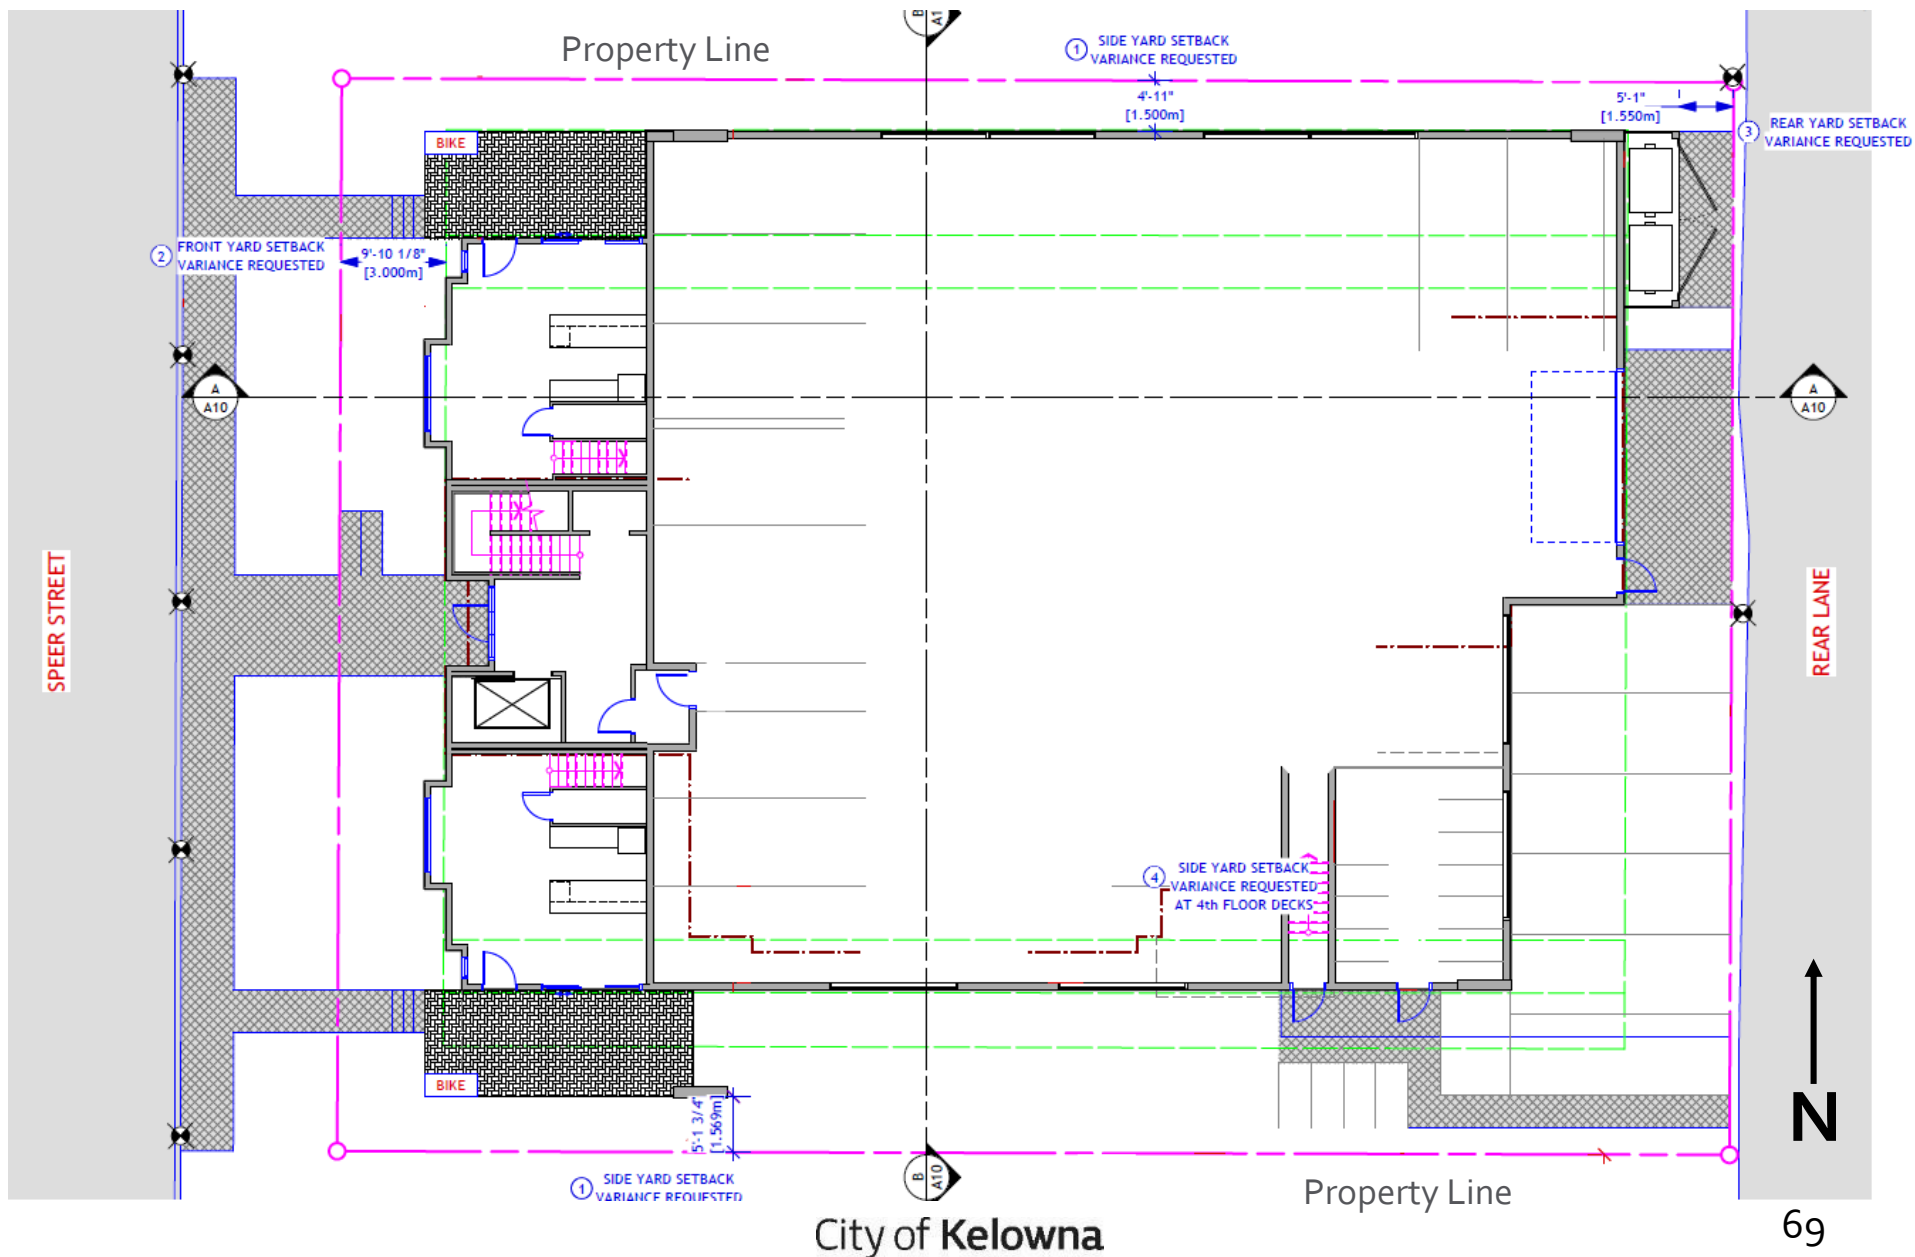 B
A1
Property Line
1 SIDE YARD SETBACK
VARIANCE REQUESTED
4'-11"
[1.500m]
5'-1"
[1.550m]
3 REAR YARD SETBACK
VARIANCE REQUESTED
BIKE
2 FRONT YARD SETBACK
VARIANCE REQUESTED
9'-10 1/8"
[3.000m]
A
A10
A
A10
SPEER STREET
REAR LANE
4 SIDE YARD SETBACK
VARIANCE REQUESTED
AT 4th FLOOR DECKS
BIKE
5'-1 3/4"
[1.569m]
N
B
A10
1 SIDE YARD SETBACK
VARIANCE REQUESTED
Property Line
City of Kelowna
69